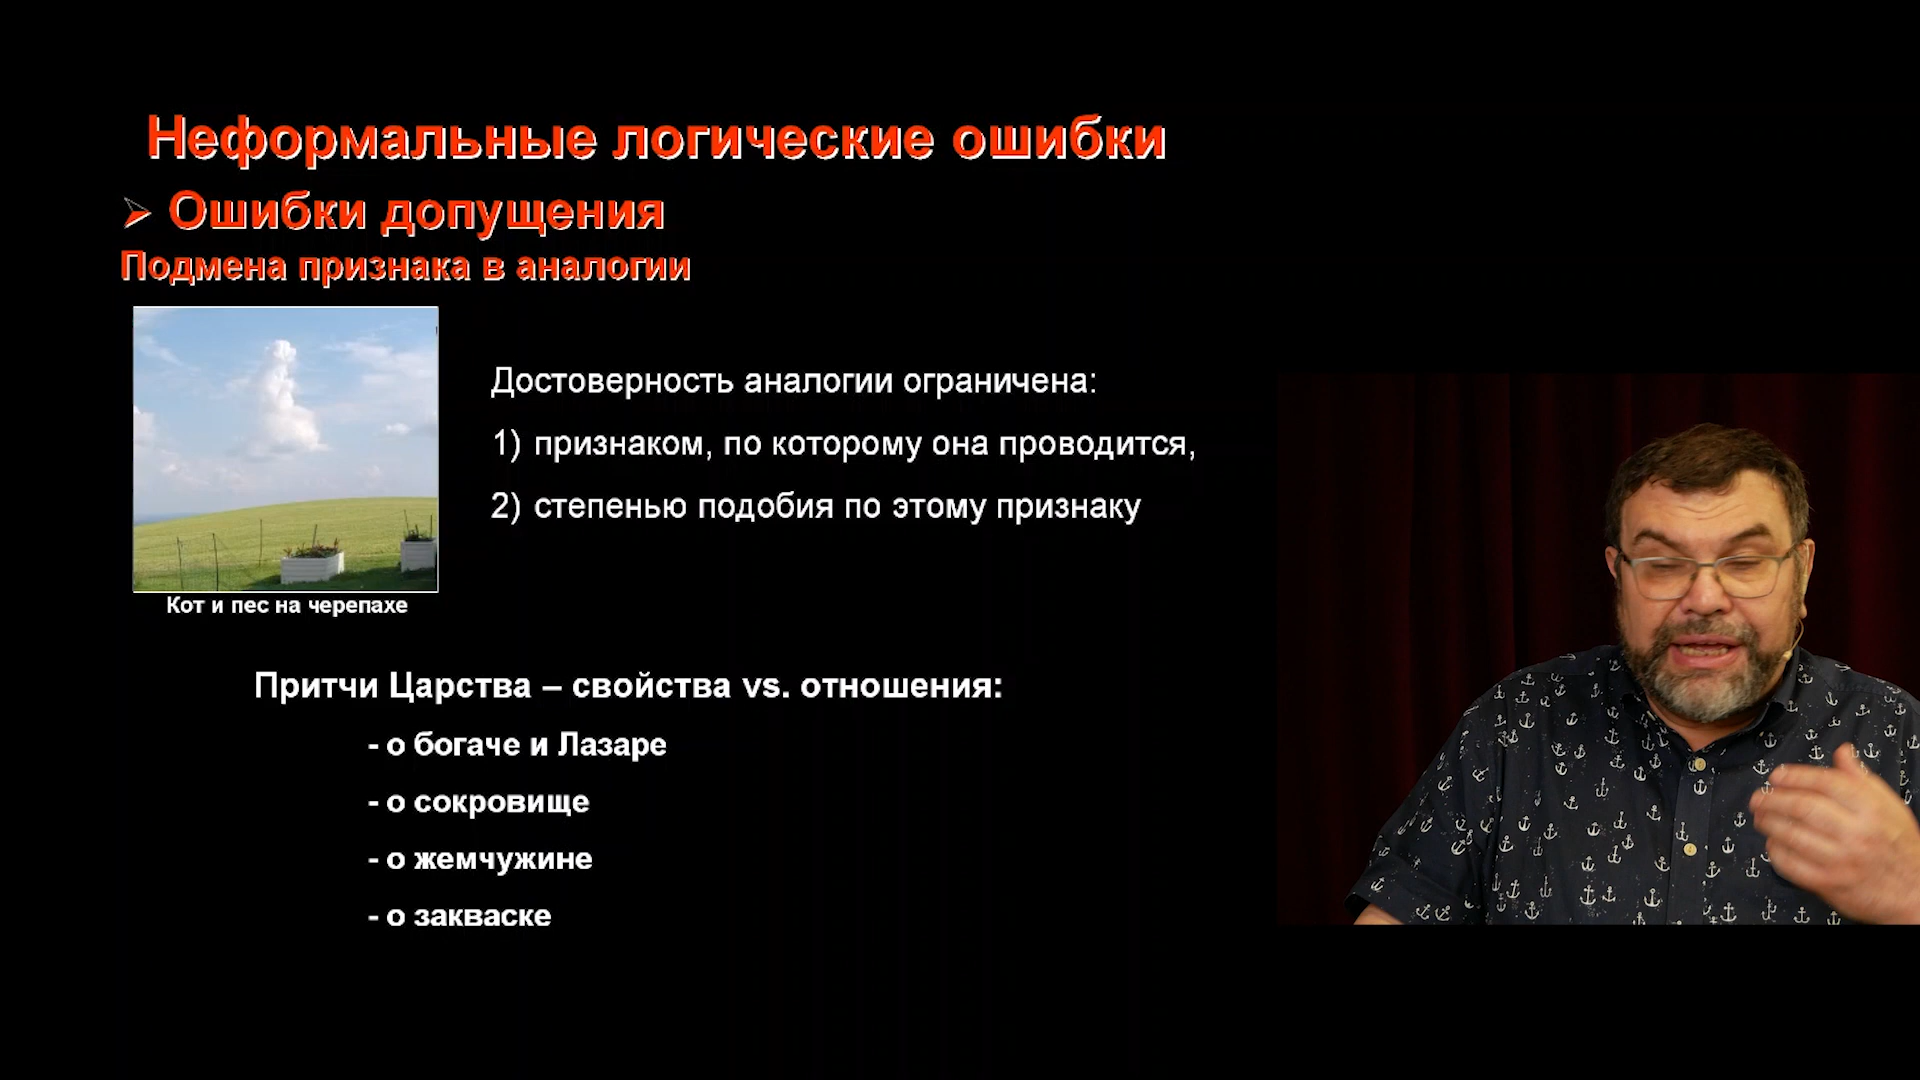 Неформальные логические ошибки
Ошибки допущения
Подмена признака в аналогии
Достоверность аналогии ограничена:
1) признаком, по которому она проводится,
2) степенью подобия по этому признаку
Кот и пес на черепахе
Притчи Царства – свойства vs. отношения:
- о богаче и Лазаре
- о сокровище
- о жемчужине
- о закваске